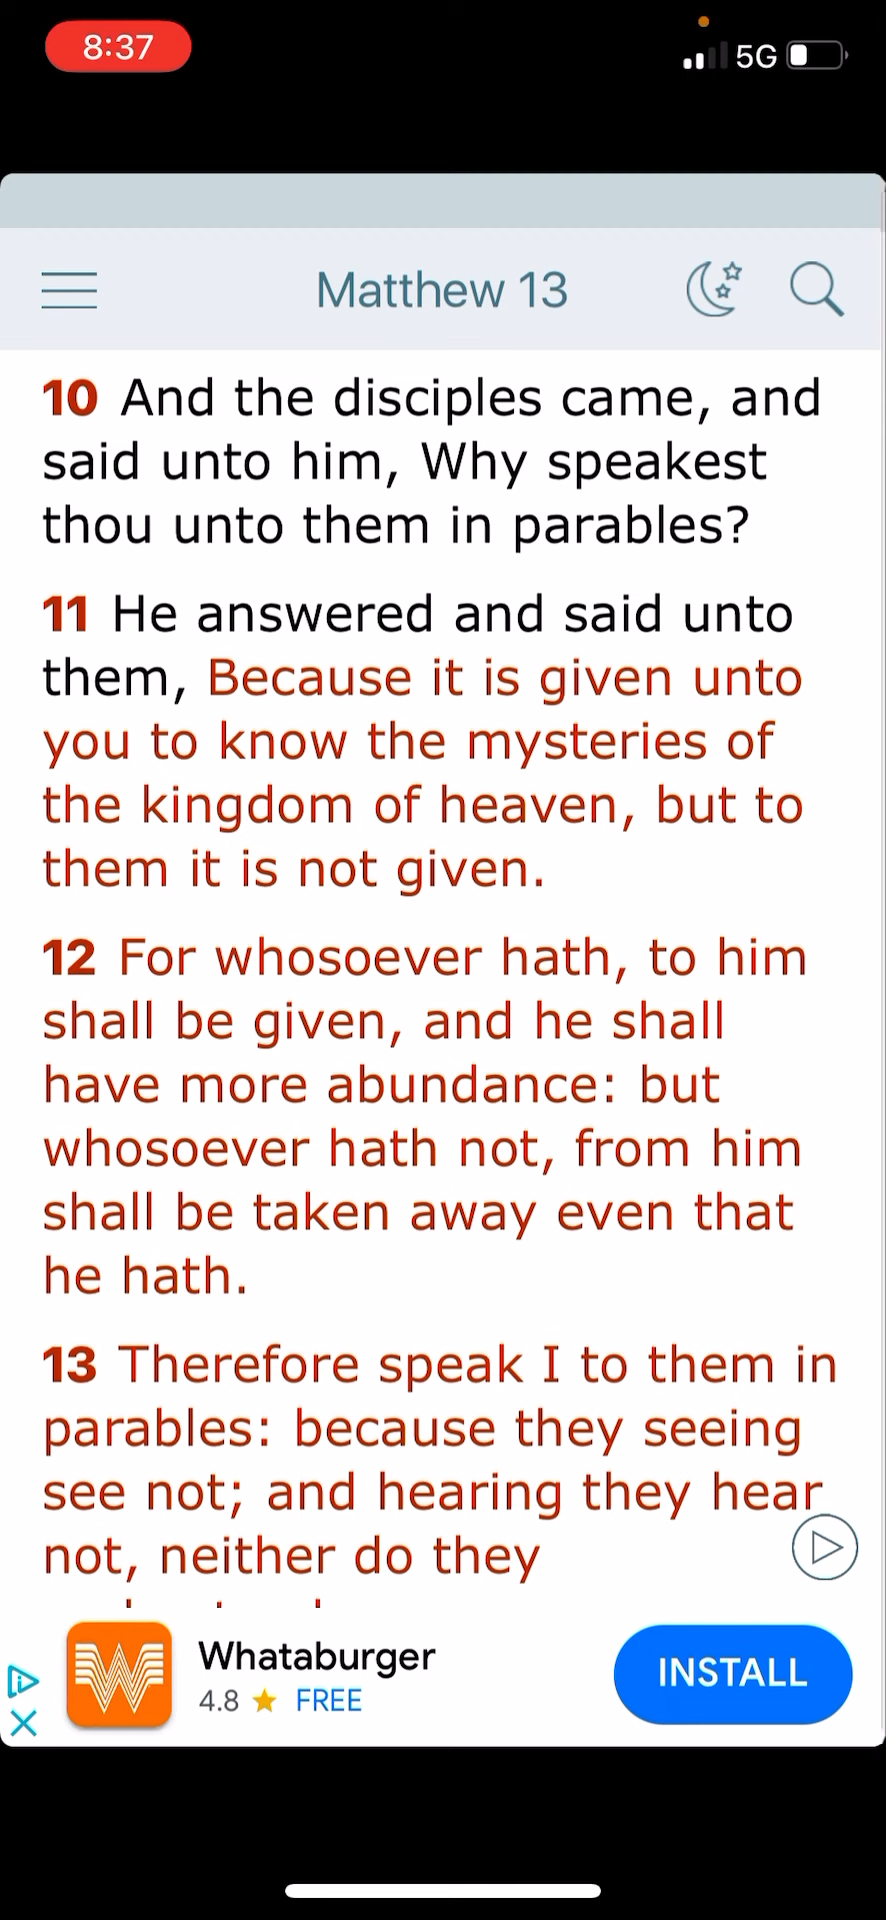 8:37
5G
Matthew 13
10 And the disciples came, and
said unto him, Why speakest
thou unto them in parables?
11 He answered and said unto
them, Because it is given unto
you to know the mysteries of
the kingdom of heaven, but to
them it is not given.
12 For whosoever hath, to him
shall be given, and he shall
have more abundance: but
whosoever hath not, from him
shall be taken away even that
he hath.
13 Therefore speak I to them in
parables: because they seeing
see not; and hearing they hear
not, neither do they
W
Whataburger
4.8 ★ FREE
INSTALL